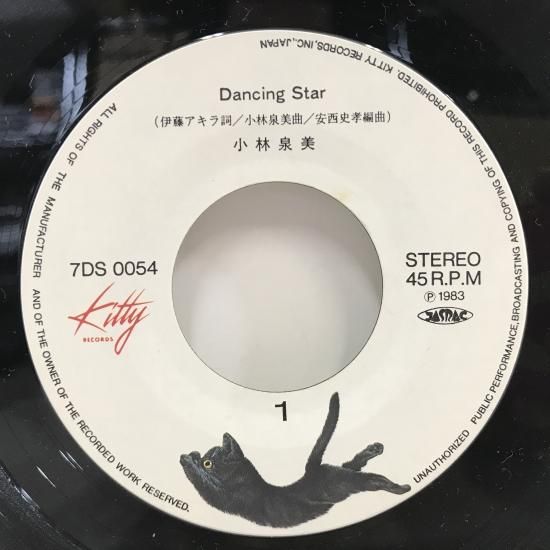 Dancing Star
(伊藤アキラ詞/小林泉美曲/安西史孝編曲)
小林泉美
7DS 0054
Kitty
RECORDS
STEREO
45 R.P.M
Ⓟ 1983
JASRAC
1
ALL RIGHTS OF THE MANUFACTURER AND OF THE OWNER OF THE RECORDED WORK RESERVED.
UNAUTHORIZED PUBLIC PERFORMANCE, BROADCASTING AND COPYING OF THIS RECORD PROHIBITED. KITTY RECORDS, INC., JAPAN